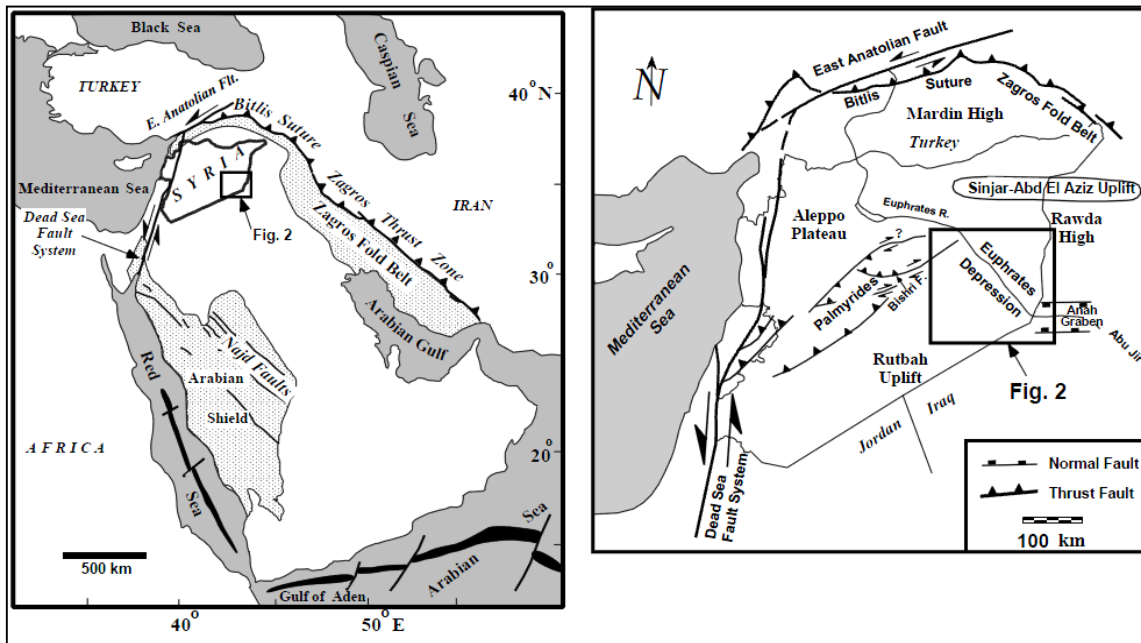 Black Sea
Caspian
Sea
TURKEY
40° N
E. Anatolian Flt.
Bitlis Suture
SYRIA
Mediterranean Sea
Dead Sea
Fault
System
Fig. 2
Zagros Thrust Zone
Zagros Fold Belt
IRAN
30°
Arabian Gulf
Najd Faults
Arabian
Shield
Red
Sea
AFRICA
20°
500 km
Gulf of Aden
Arabian
Sea
40°
50° E
N
East Anatolian Fault
Bitlis
Suture
Zagros Fold Belt
Mardin High
Turkey
Sinjar-Abd El Aziz Uplift
Euphrates R.
Aleppo
Plateau
Rawda
High
?
Euphrates
Depression
Palmyrides
Bishri F.
Mediterranean
Sea
Anah
Graben
Abu Jir
Rutbah
Uplift
Fig. 2
Jordan
Iraq
Dead Sea
Fault System
Normal Fault
Thrust Fault
100 km